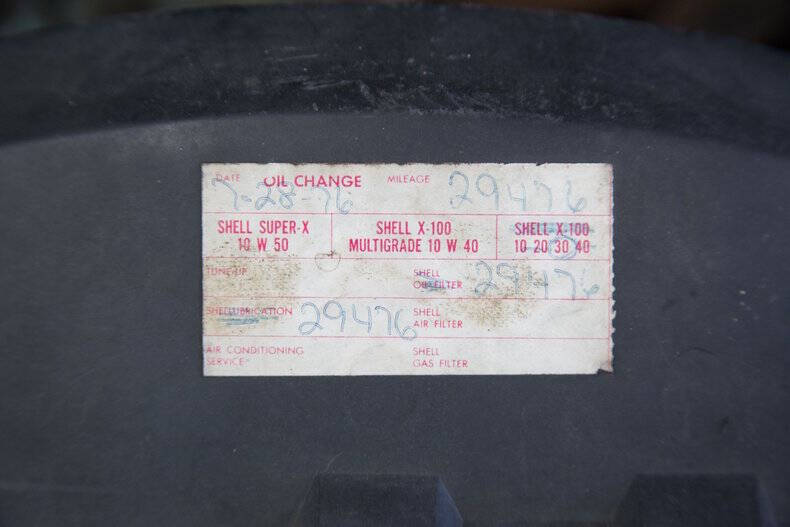 DATE OIL CHANGE MILEAGE 29476
7-28-76
SHELL SUPER-X
10 W 50
SHELL X-100
MULTIGRADE 10 W 40
SHELL X-100
10 20 30 40
TUNE-UP
SHELL
OIL FILTER 29476
SHELLUBRICATION 29476
SHELL
AIR FILTER
AIR CONDITIONING
SERVICE
SHELL
GAS FILTER